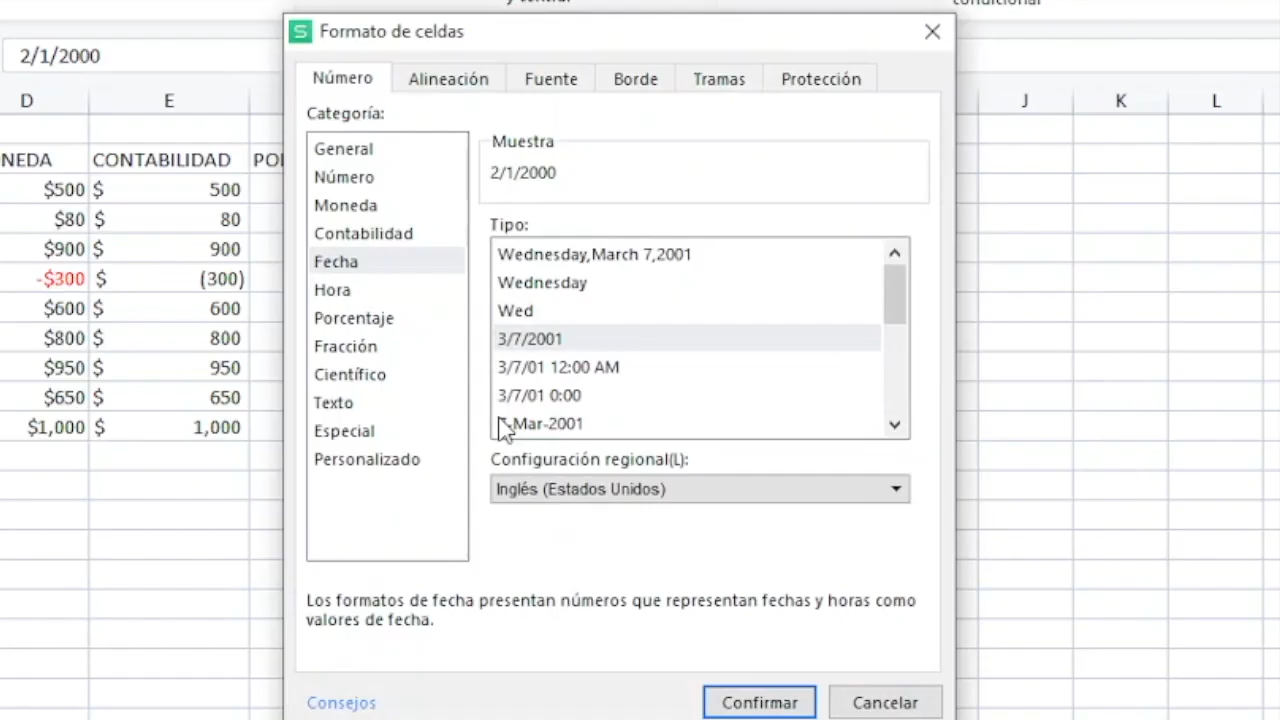 Formato de celdas
2/1/2000
Número Alineación Fuente Borde Tramas Protección
D E J K L
Categoría:
General
Número
Moneda
Contabilidad
Fecha
Hora
Porcentaje
Fracción
Científico
Texto
Especial
Personalizado
Muestra
2/1/2000
Tipo:
Wednesday,March 7,2001
Wednesday
Wed
3/7/2001
3/7/01 12:00 AM
3/7/01 0:00
-Mar-2001
Configuración regional(L):
Inglés (Estados Unidos)
NEDA CONTABILIDAD
$500 $ 500
$80 $ 80
$900 $ 900
-$300 $ (300)
$600 $ 600
$800 $ 800
$950 $ 950
$650 $ 650
$1,000 $ 1,000
Los formatos de fecha presentan números que representan fechas y horas como
valores de fecha.
Consejos Confirmar Cancelar